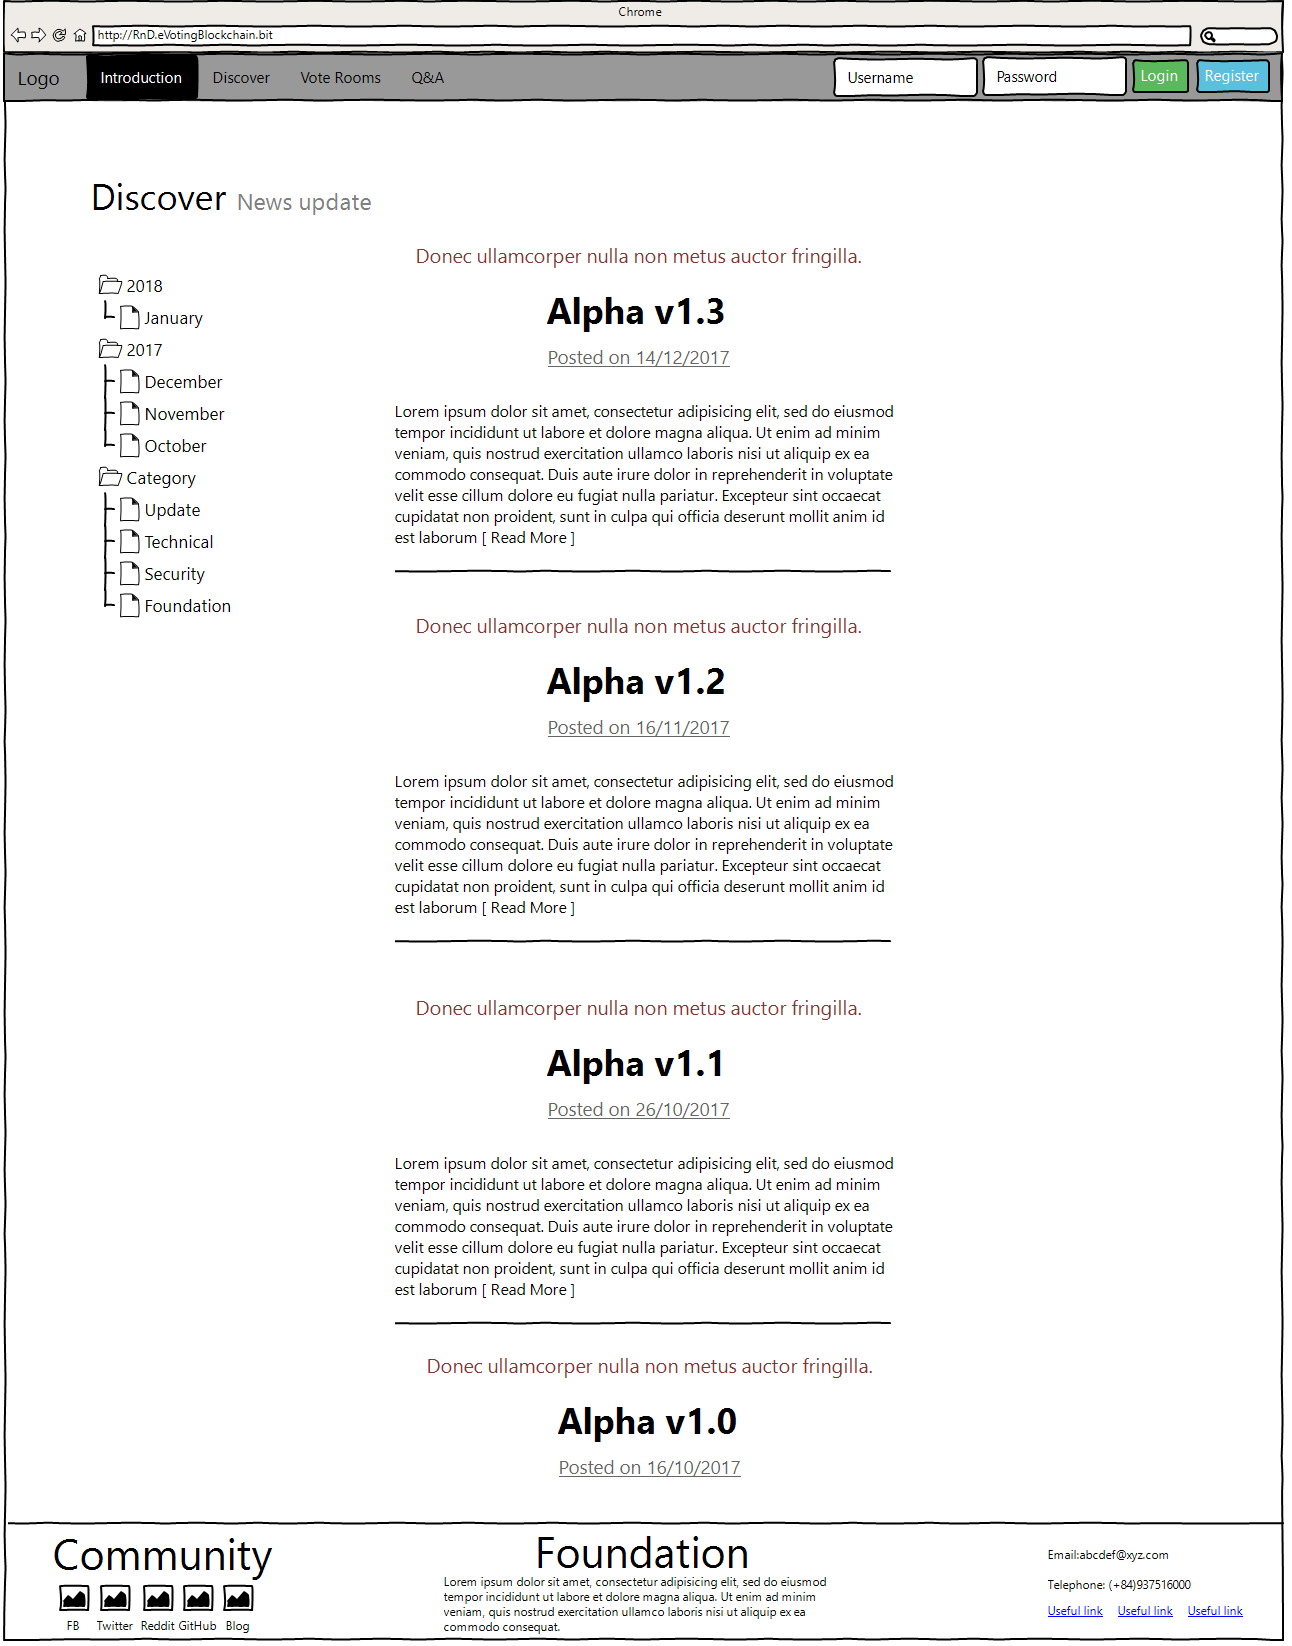 Chrome
http://RnD.eVotingBlockchain.bit
Logo Introduction Discover Vote Rooms Q&A Username Password Login Register
Discover News update
2018
January
2017
December
November
October
Category
Update
Technical
Security
Foundation
Donec ullamcorper nulla non metus auctor fringilla.
Alpha v1.3
Posted on 14/12/2017
Lorem ipsum dolor sit amet, consectetur adipisicing elit, sed do eiusmod
tempor incididunt ut labore et dolore magna aliqua. Ut enim ad minim
veniam, quis nostrud exercitation ullamco laboris nisi ut aliquip ex ea
commodo consequat. Duis aute irure dolor in reprehenderit in voluptate
velit esse cillum dolore eu fugiat nulla pariatur. Excepteur sint occaecat
cupidatat non proident, sunt in culpa qui officia deserunt mollit anim id
est laborum [ Read More ]
Donec ullamcorper nulla non metus auctor fringilla.
Alpha v1.2
Posted on 16/11/2017
Lorem ipsum dolor sit amet, consectetur adipisicing elit, sed do eiusmod
tempor incididunt ut labore et dolore magna aliqua. Ut enim ad minim
veniam, quis nostrud exercitation ullamco laboris nisi ut aliquip ex ea
commodo consequat. Duis aute irure dolor in reprehenderit in voluptate
velit esse cillum dolore eu fugiat nulla pariatur. Excepteur sint occaecat
cupidatat non proident, sunt in culpa qui officia deserunt mollit anim id
est laborum [ Read More ]
Donec ullamcorper nulla non metus auctor fringilla.
Alpha v1.1
Posted on 26/10/2017
Lorem ipsum dolor sit amet, consectetur adipisicing elit, sed do eiusmod
tempor incididunt ut labore et dolore magna aliqua. Ut enim ad minim
veniam, quis nostrud exercitation ullamco laboris nisi ut aliquip ex ea
commodo consequat. Duis aute irure dolor in reprehenderit in voluptate
velit esse cillum dolore eu fugiat nulla pariatur. Excepteur sint occaecat
cupidatat non proident, sunt in culpa qui officia deserunt mollit anim id
est laborum [ Read More ]
Donec ullamcorper nulla non metus auctor fringilla.
Alpha v1.0
Posted on 16/10/2017
Community
FB Twitter Reddit GitHub Blog
Foundation
Lorem ipsum dolor sit amet, consectetur adipisicing elit, sed do eiusmod
tempor incididunt ut labore et dolore magna aliqua. Ut enim ad minim
veniam, quis nostrud exercitation ullamco laboris nisi ut aliquip ex ea
commodo consequat.
Email:abcdef@xyz.com
Telephone: (+84)937516000
Useful link Useful link Useful link